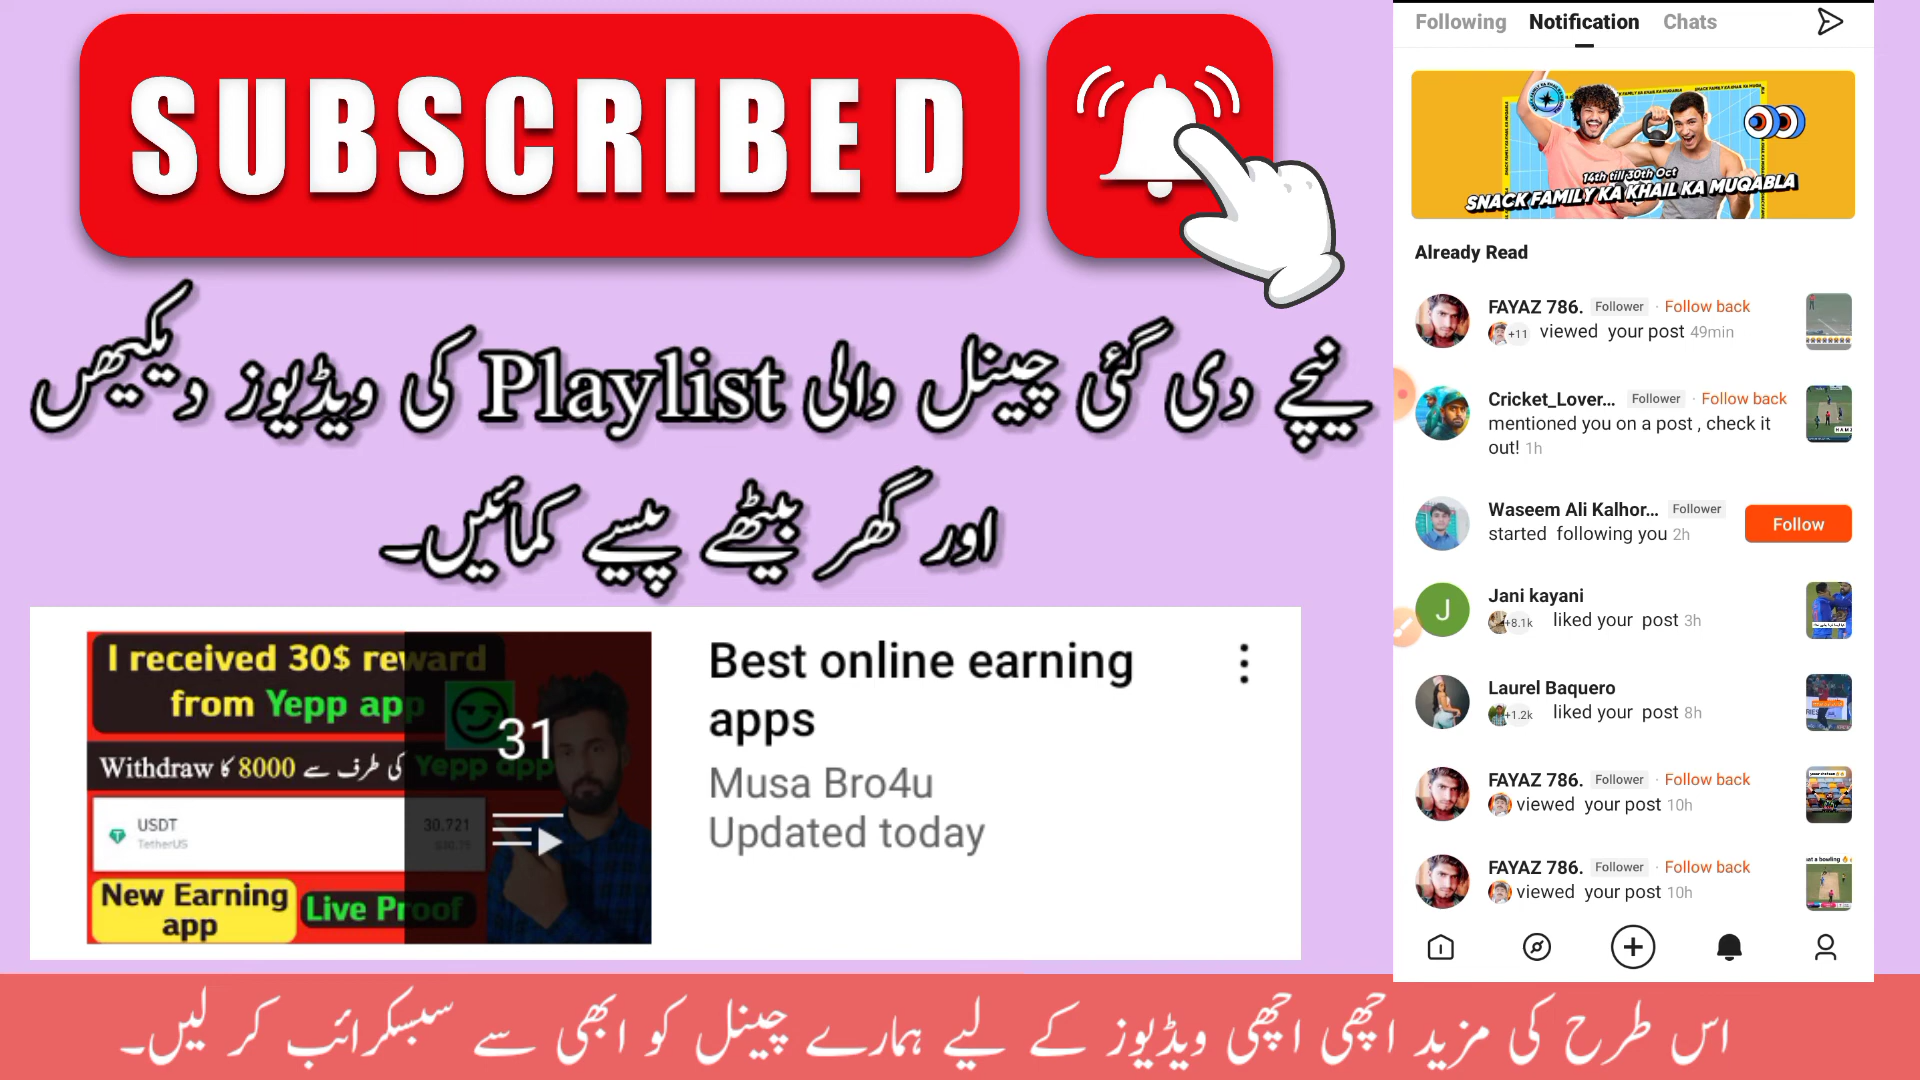 SUBSCRIBED
نیچے دی گئی چینل والی Playlist کی ویڈیوز دیکھیں
اور گھر بیٹھے پیسے کمائیں۔
I received 30$ reward
from Yepp app
Withdraw کا 8000 کی طرف سے Yepp app
USDT
TetherUS
30.721
New Earning
app
Live Proof
31
Best online earning
apps
Musa Bro4u
Updated today
اس طرح کی مزید اچھی اچھی ویڈیوز کے لیے ہمارے چینل کو ابھی سے سبسکرائب کر لیں۔
Following Notification Chats
14th till 30th Oct
SNACK FAMILY KA KHAIL KA MUQABLA
Already Read
FAYAZ 786. Follower · Follow back
+11 viewed your post 49min
Cricket_Lover... Follower · Follow back
mentioned you on a post , check it
out! 1h
Waseem Ali Kalhor... Follower
started following you 2h
Follow
J
Jani kayani
+8.1k liked your post 3h
Laurel Baquero
+1.2k liked your post 8h
FAYAZ 786. Follower · Follow back
viewed your post 10h
FAYAZ 786. Follower · Follow back
viewed your post 10h